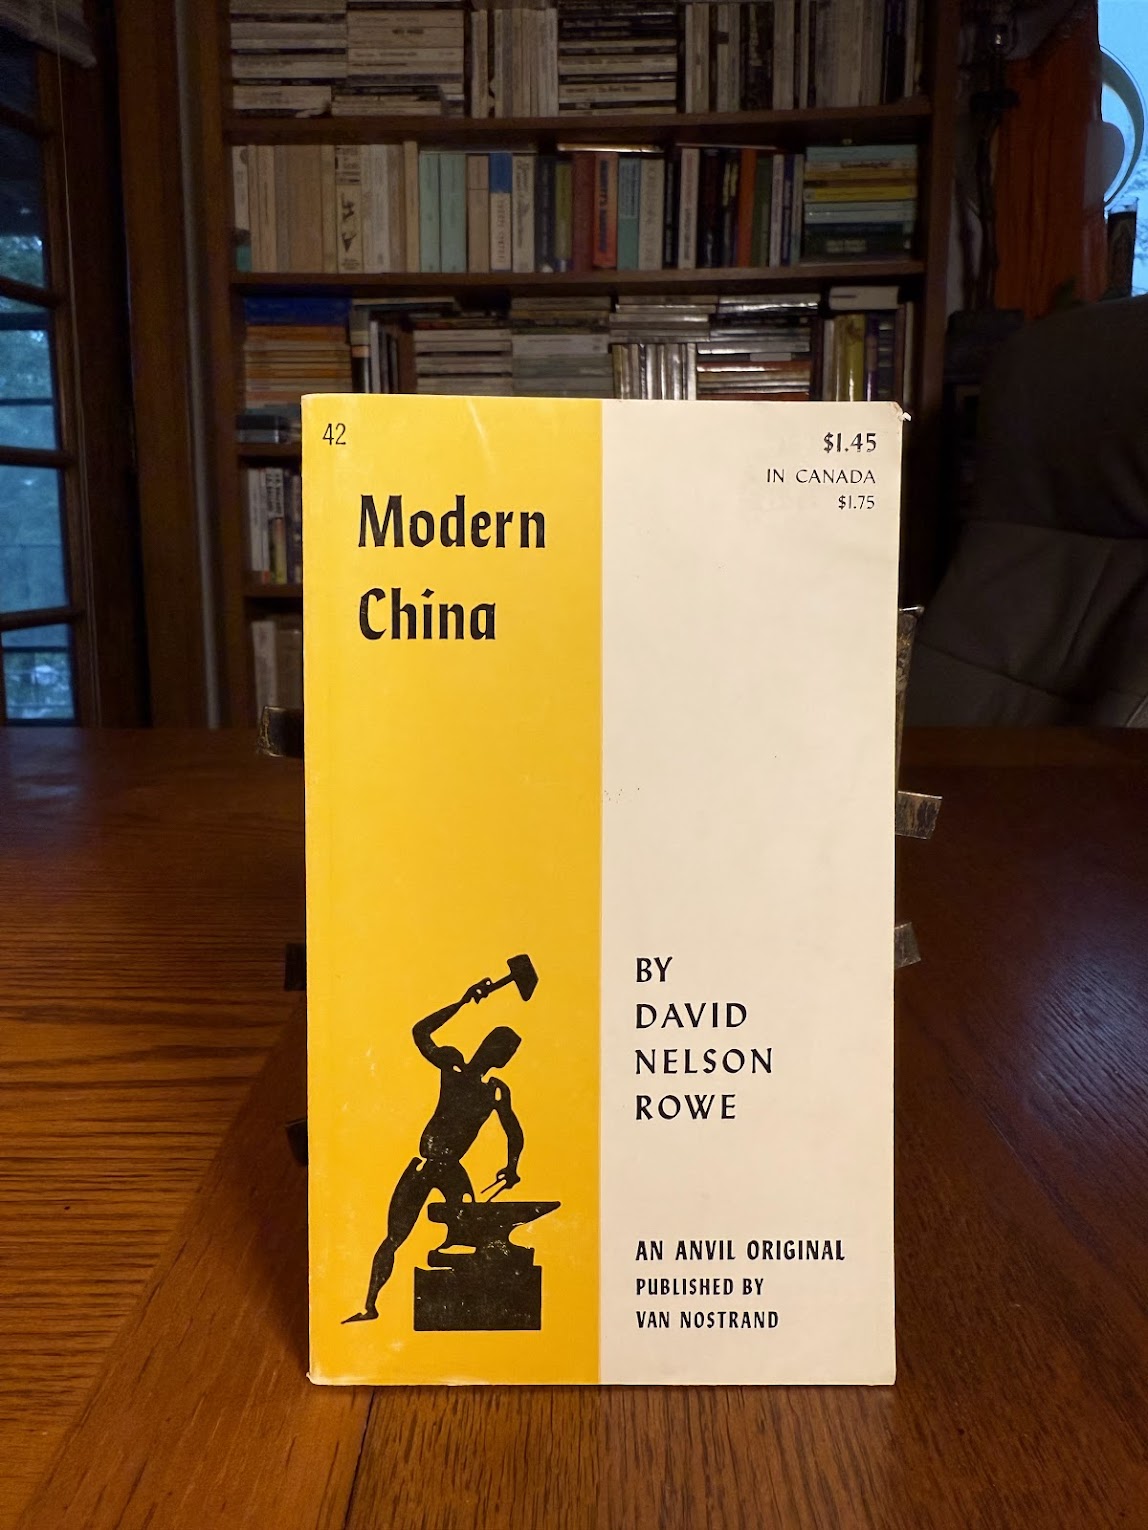 42
$1.45
IN CANADA
$1.75
Modern
China
BY
DAVID
NELSON
ROWE
AN ANVIL ORIGINAL
PUBLISHED BY
VAN NOSTRAND